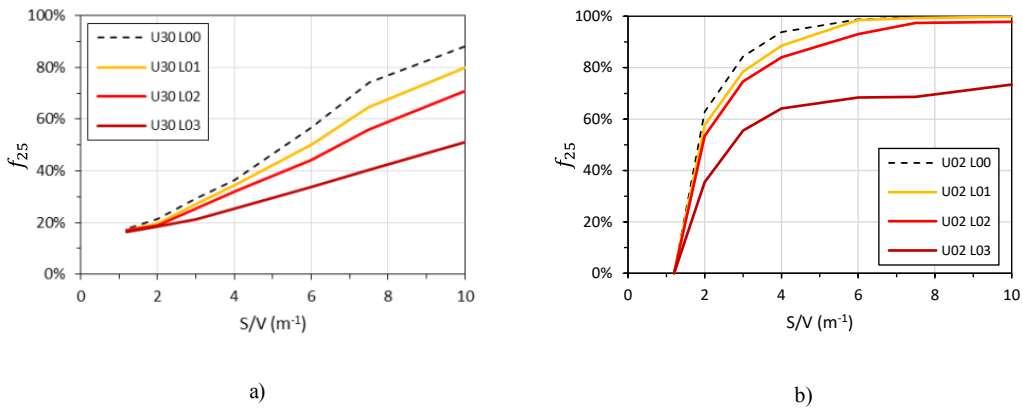 100%
80%
60%
40%
20%
0%
f25
U30 L00
U30 L01
U30 L02
U30 L03
0 2 4 6 8 10
S/V (m-1)
a)
100%
80%
60%
40%
20%
0%
f25
U02 L00
U02 L01
U02 L02
U02 L03
0 2 4 6 8 10
S/V (m-1)
b)